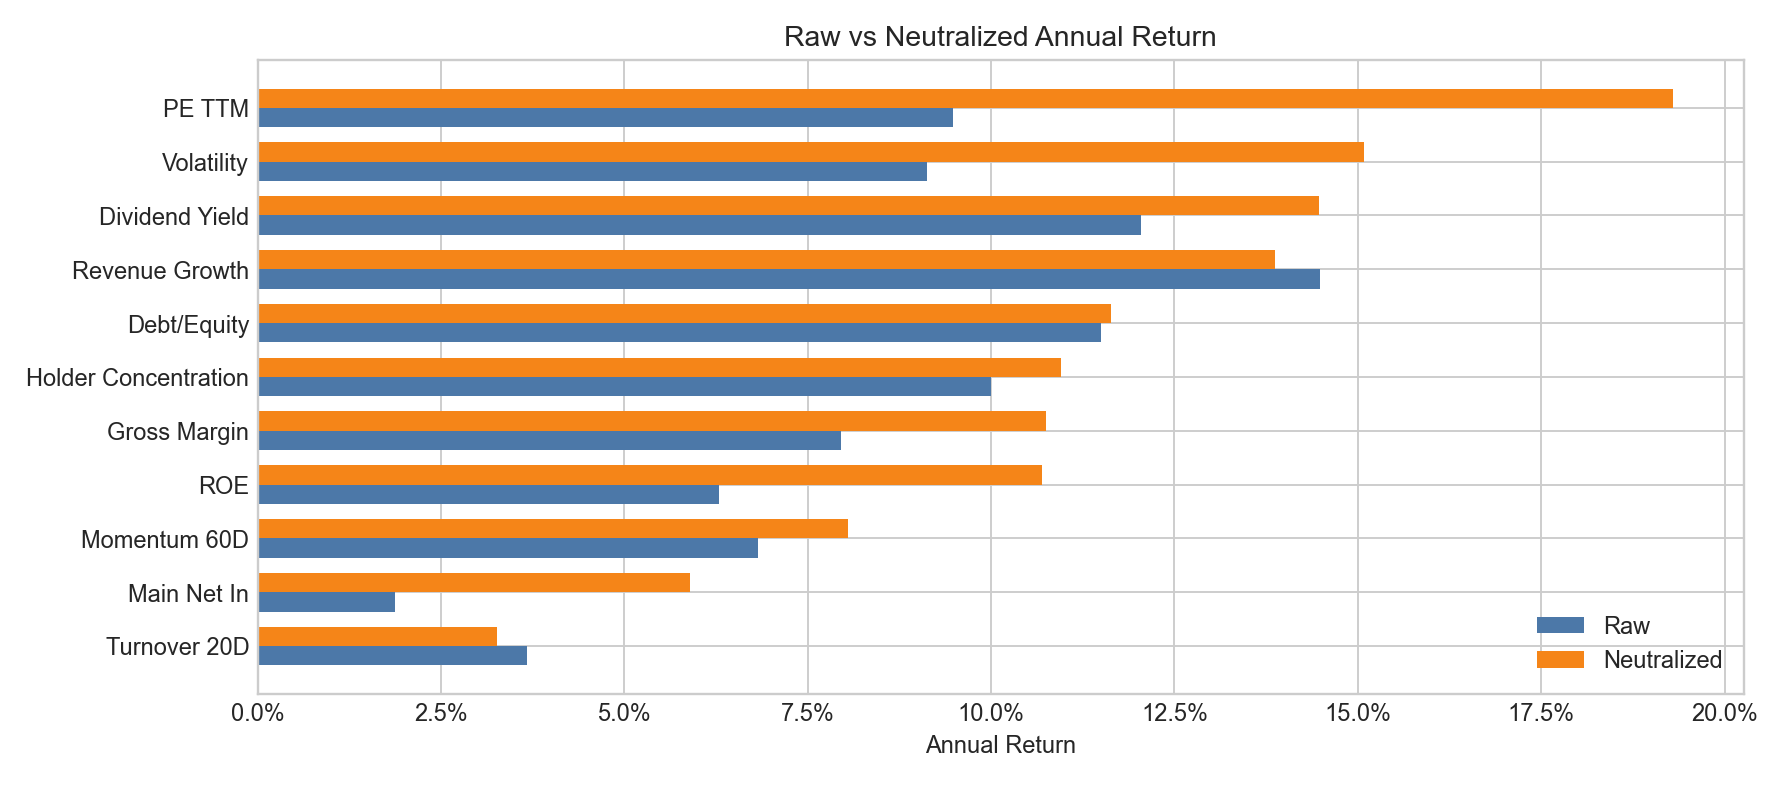 Raw vs Neutralized Annual Return
PE TTM
Volatility
Dividend Yield
Revenue Growth
Debt/Equity
Holder Concentration
Gross Margin
ROE
Momentum 60D
Main Net In
Turnover 20D
Raw
Neutralized
0.0% 2.5% 5.0% 7.5% 10.0% 12.5% 15.0% 17.5% 20.0%
Annual Return